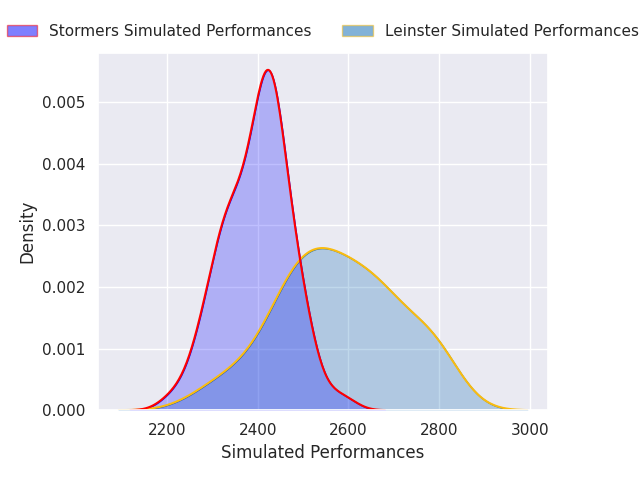 Stormers Simulated Performances Leinster Simulated Performances
0.005
0.004
0.003
0.002
0.001
0.000
Density
2200 2400 2600 2800 3000
Simulated Performances